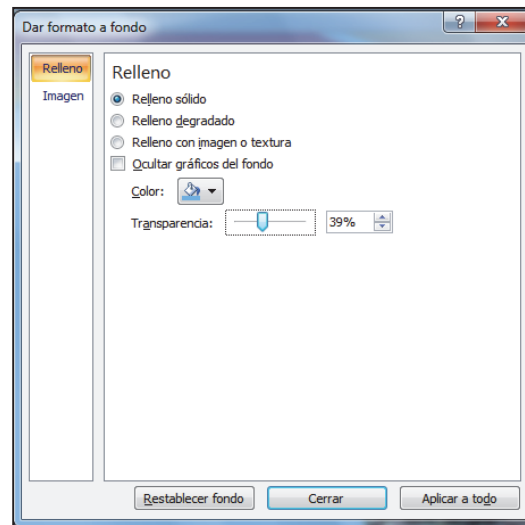 Dar formato a fondo
Relleno
Imagen
Relleno
Relleno sólido
Relleno degradado
Relleno con imagen o textura
Ocultar gráficos del fondo
Color:
Transparencia: 39%
Restablecer fondo Cerrar Aplicar a todo